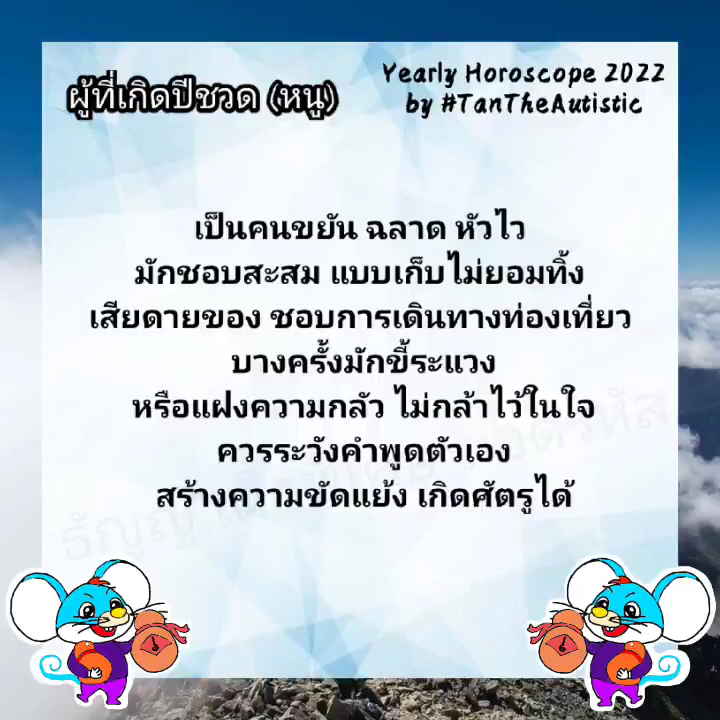 ผู้ที่เกิดปีชวด (หนู)
Yearly Horoscope 2022
by #TanTheAutistic
เป็นคนขยัน ฉลาด หัวไว
มักชอบสะสม แบบเก็บไม่ยอมทิ้ง
เสียดายของ ชอบการเดินทางท่องเที่ยว
บางครั้งมักขี้ระแวง
หรือแฝงความกลัว ไม่กล้าไว้ในใจ
ควรระวังคำพูดตัวเอง
สร้างความขัดแย้ง เกิดศัตรูได้